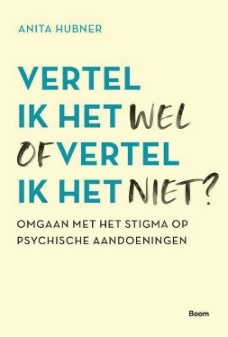 ANITA HUBNER
VERTEL
IK HET WEL
OF VERTEL
IK HET NIET?
OMGAAN MET HET STIGMA OP
PSYCHISCHE AANDOENINGEN
Boom